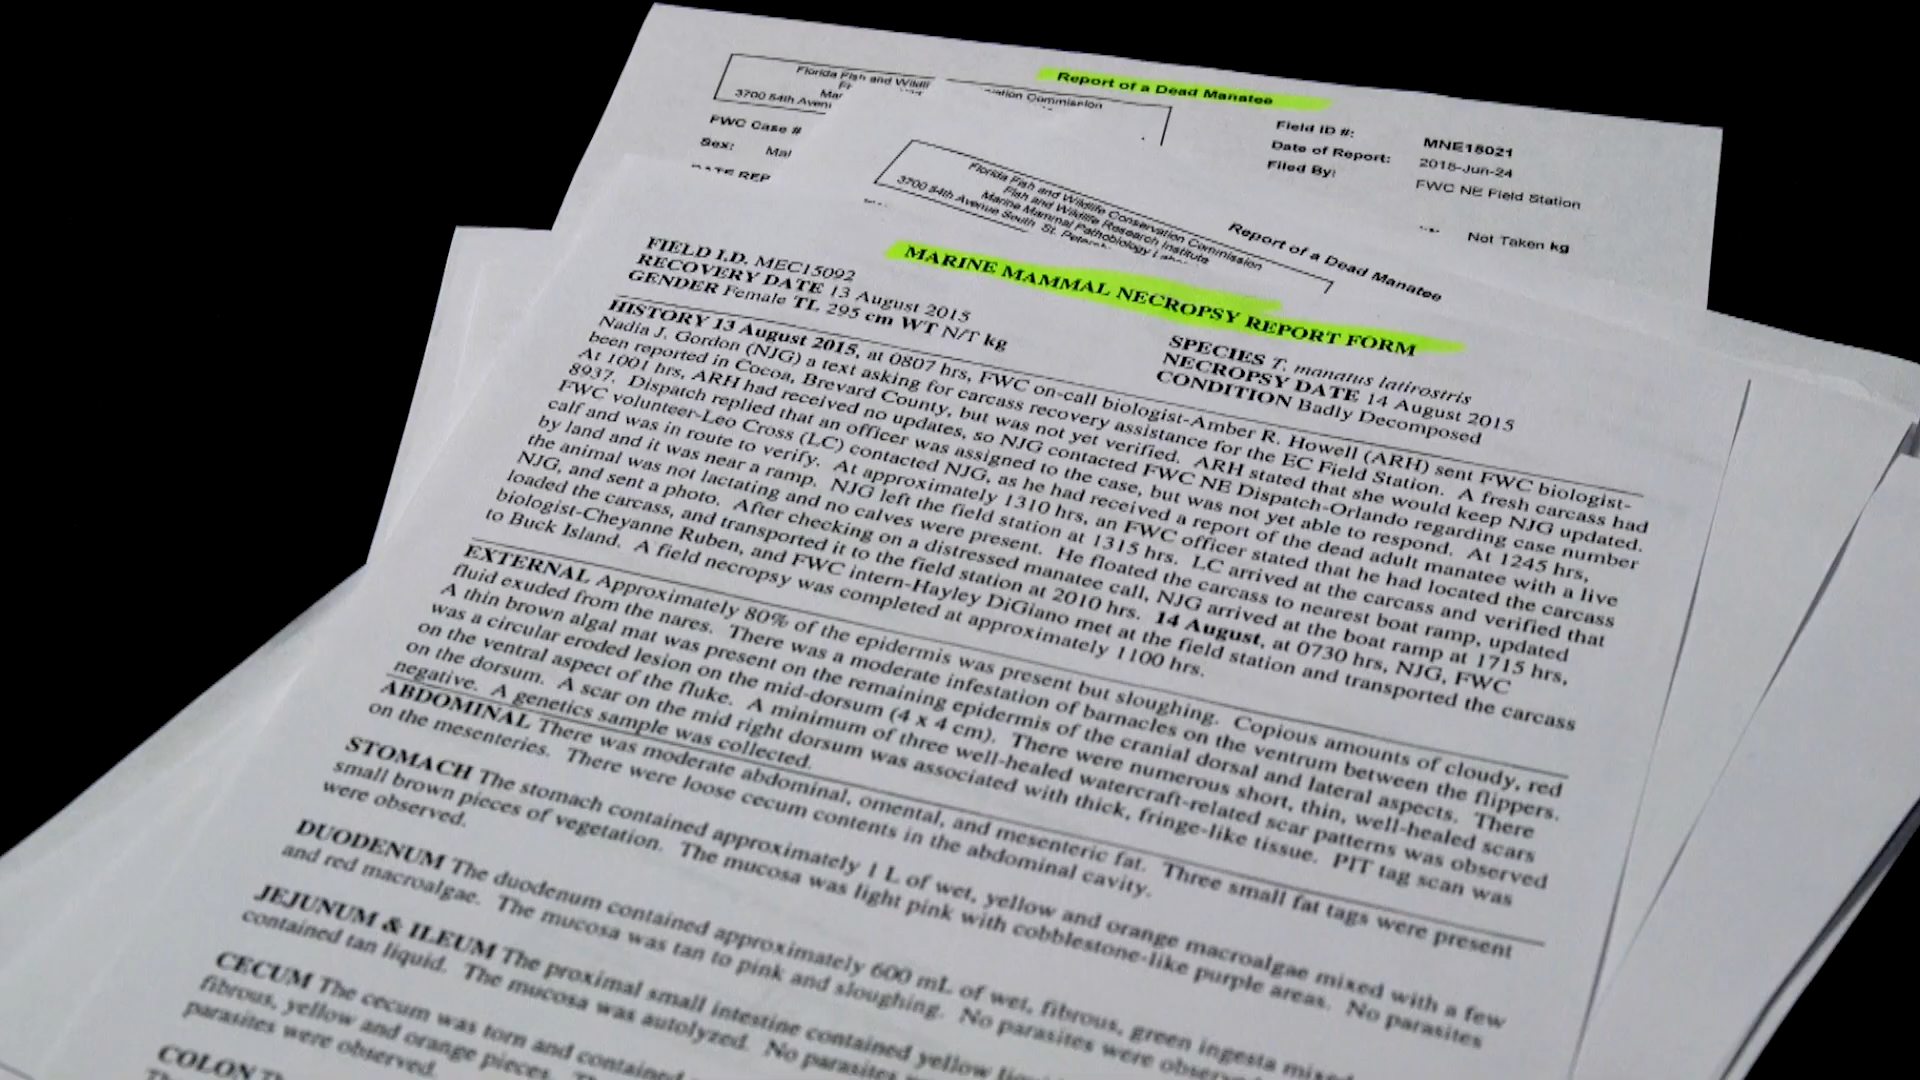 Report of a Dead Manatee
Florida Fish and Wildli
ation Commission
3700 54th Aven
FWC Case #
Sex: Mal
Field ID #: MNE15021
Date of Report: 2015-Jun-24
Filed By: FWC NE Field Station
Not Taken kg
Florida Fish and Wildlife Conservation Commission
Fish and Wildlife Research Institute
Marine Mammal Pathobiology
3700 54th Avenue South St. Peters
Report of a Dead Manatee
MARINE MAMMAL NECROPSY REPORT FORM
FIELD I.D. MEC15092
RECOVERY DATE 13 August 2015
GENDER Female TL 295 cm WT N/T kg
SPECIES T. manatus latirostris
NECROPSY DATE 14 August 2015
CONDITION Badly Decomposed
HISTORY 13 August 2015, at 0807 hrs, FWC on-call biologist-Amber R. Howell (ARH) sent FWC biologist-
Nadia J. Gordon (NJG) a text asking for carcass recovery assistance for the EC Field Station. A fresh carcass had
been reported in Cocoa, Brevard County, but was not yet verified. ARH stated that she would keep NJG updated.
At 1001 hrs, ARH had received no updates, so NJG contacted FWC NE Dispatch-Orlando regarding case number
8937. Dispatch replied that an officer was assigned to the case, but was not yet able to respond. At 1245 hrs,
FWC volunteer-Leo Cross (LC) contacted NJG, as he had received a report of the dead adult manatee with a live
calf and was in route to verify. At approximately 1310 hrs, an FWC officer stated that he had located the carcass
by land and it was near a ramp. NJG left the field station at 1315 hrs. LC arrived at the carcass and verified that
the animal was not lactating and no calves were present. He floated the carcass to nearest boat ramp, updated
NJG, and sent a photo. After checking on a distressed manatee call, NJG arrived at the boat ramp at 1715 hrs,
loaded the carcass, and transported it to the field station at 2010 hrs. 14 August, at 0730 hrs, NJG, FWC
biologist-Cheyanne Ruben, and FWC intern-Hayley DiGiano met at the field station and transported the carcass
to Buck Island. A field necropsy was completed at approximately 1100 hrs.
EXTERNAL Approximately 80% of the epidermis was present but sloughing. Copious amounts of cloudy, red
fluid exuded from the nares. There was a moderate infestation of barnacles on the ventrum between the flippers.
A thin brown algal mat was present on the remaining epidermis of the cranial dorsal and lateral aspects. There
was a circular eroded lesion on the mid-dorsum (4 x 4 cm). There were numerous short, thin, well-healed scars
on the ventral aspect of the fluke. A minimum of three well-healed watercraft-related scar patterns was observed
on the dorsum. A scar on the mid right dorsum was associated with thick, fringe-like tissue. PIT tag scan was
negative. A genetics sample was collected.
ABDOMINAL There was moderate abdominal, omental, and mesenteric fat. Three small fat tags were present
on the mesenteries. There were loose cecum contents in the abdominal cavity.
STOMACH The stomach contained approximately 1 L of wet, yellow and orange macroalgae mixed with a few
small brown pieces of vegetation. The mucosa was light pink with cobblestone-like purple areas. No parasites
were observed.
DUODENUM The duodenum contained approximately 600 mL of wet, fibrous, green ingesta mixed
and red macroalgae. The mucosa was tan to pink and sloughing. No parasites were observ
JEJUNUM & ILEUM The proximal small intestine contained yellow
contained tan liquid. The mucosa was autolyzed. No parasites
CECUM The cecum was torn and contained
fibrous, yellow and orange pieces.
parasites were observed.
COLON Th